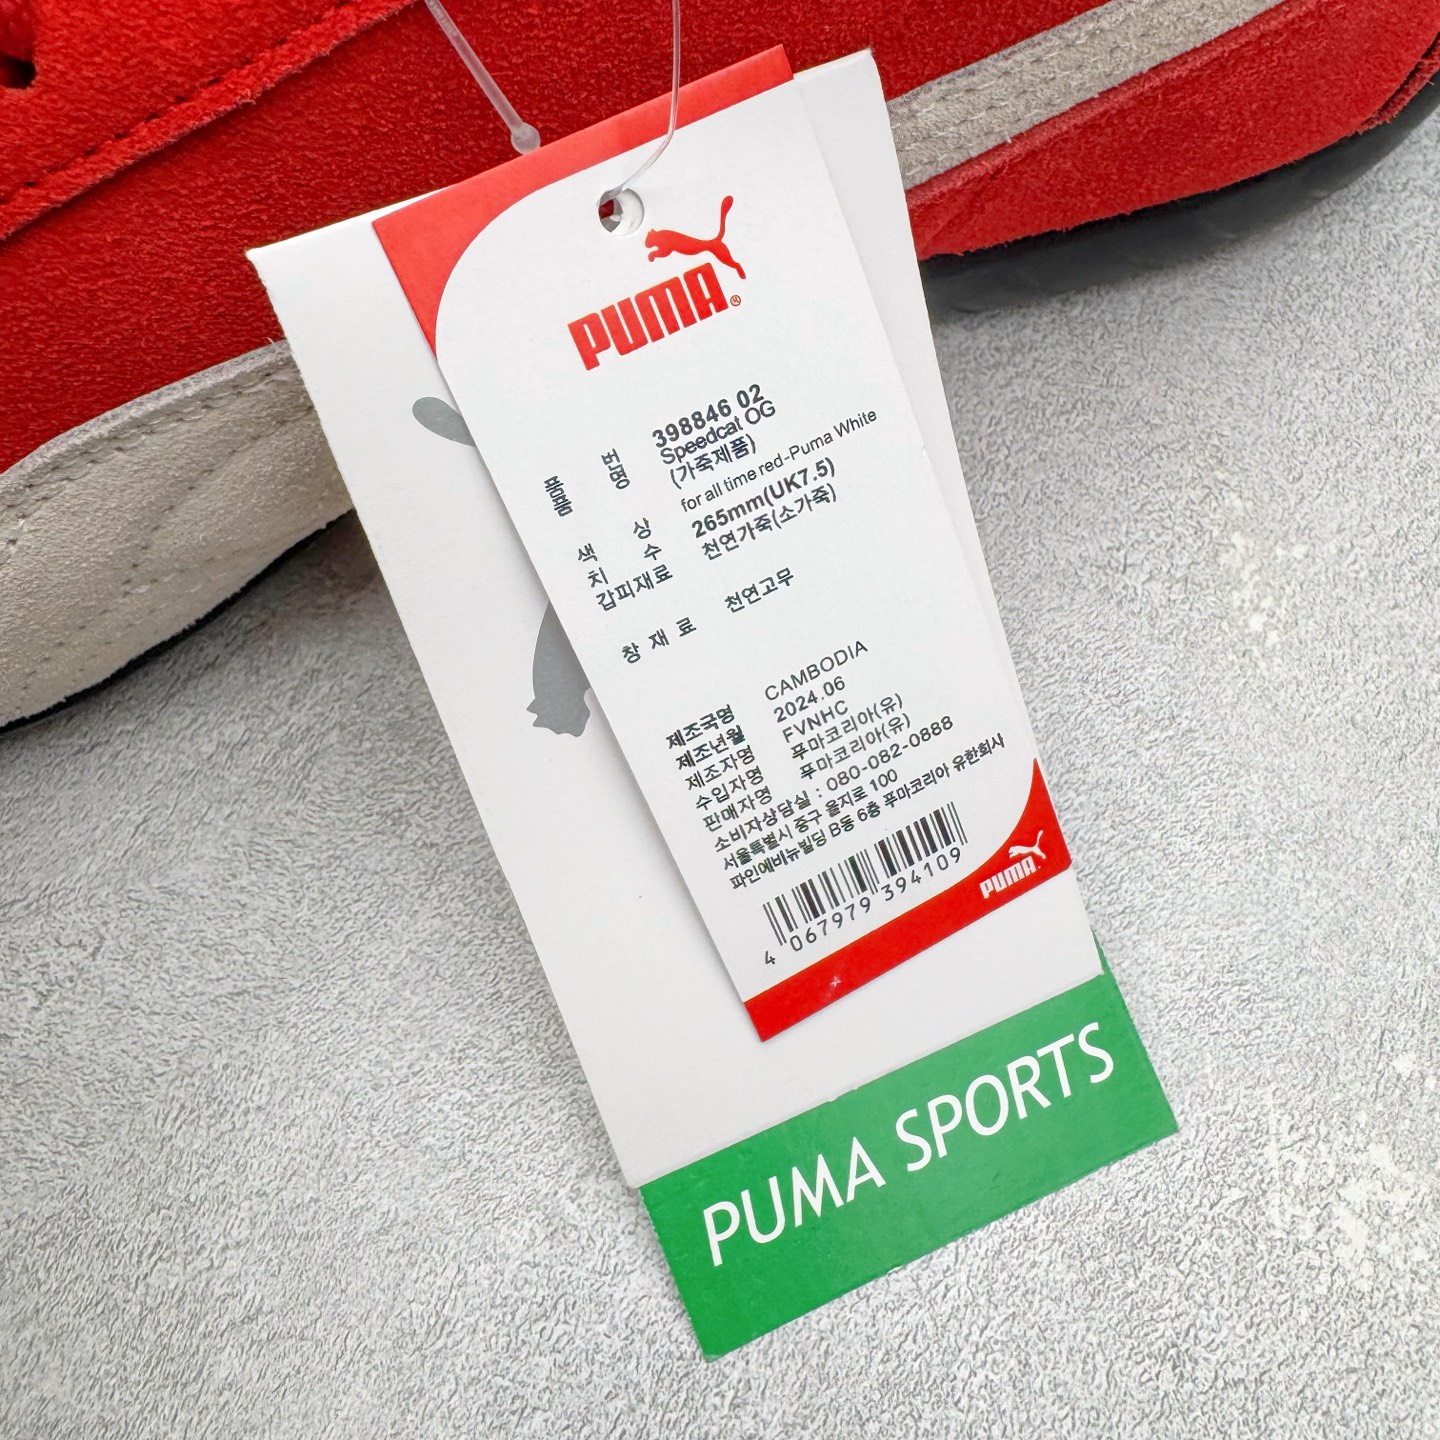 PUMA®
품 번 398846 02
품 명 Speedcat OG
(가죽제품)
색 상 for all time red-Puma White
치 수 265mm(UK7.5)
갑피재료 천연가죽(소가죽)
창 재 료 천연고무
제조국명 CAMBODIA
제조년월 2024.06
제조자명 FVNHC
수입자명 푸마코리아(유)
판매자명 푸마코리아(유)
소비자상담실 : 080-082-0888
서울특별시 중구 을지로 100
파인에비뉴빌딩 B동 6층 푸마코리아 유한회사
4 067979 394109
PUMA
PUMA SPORTS